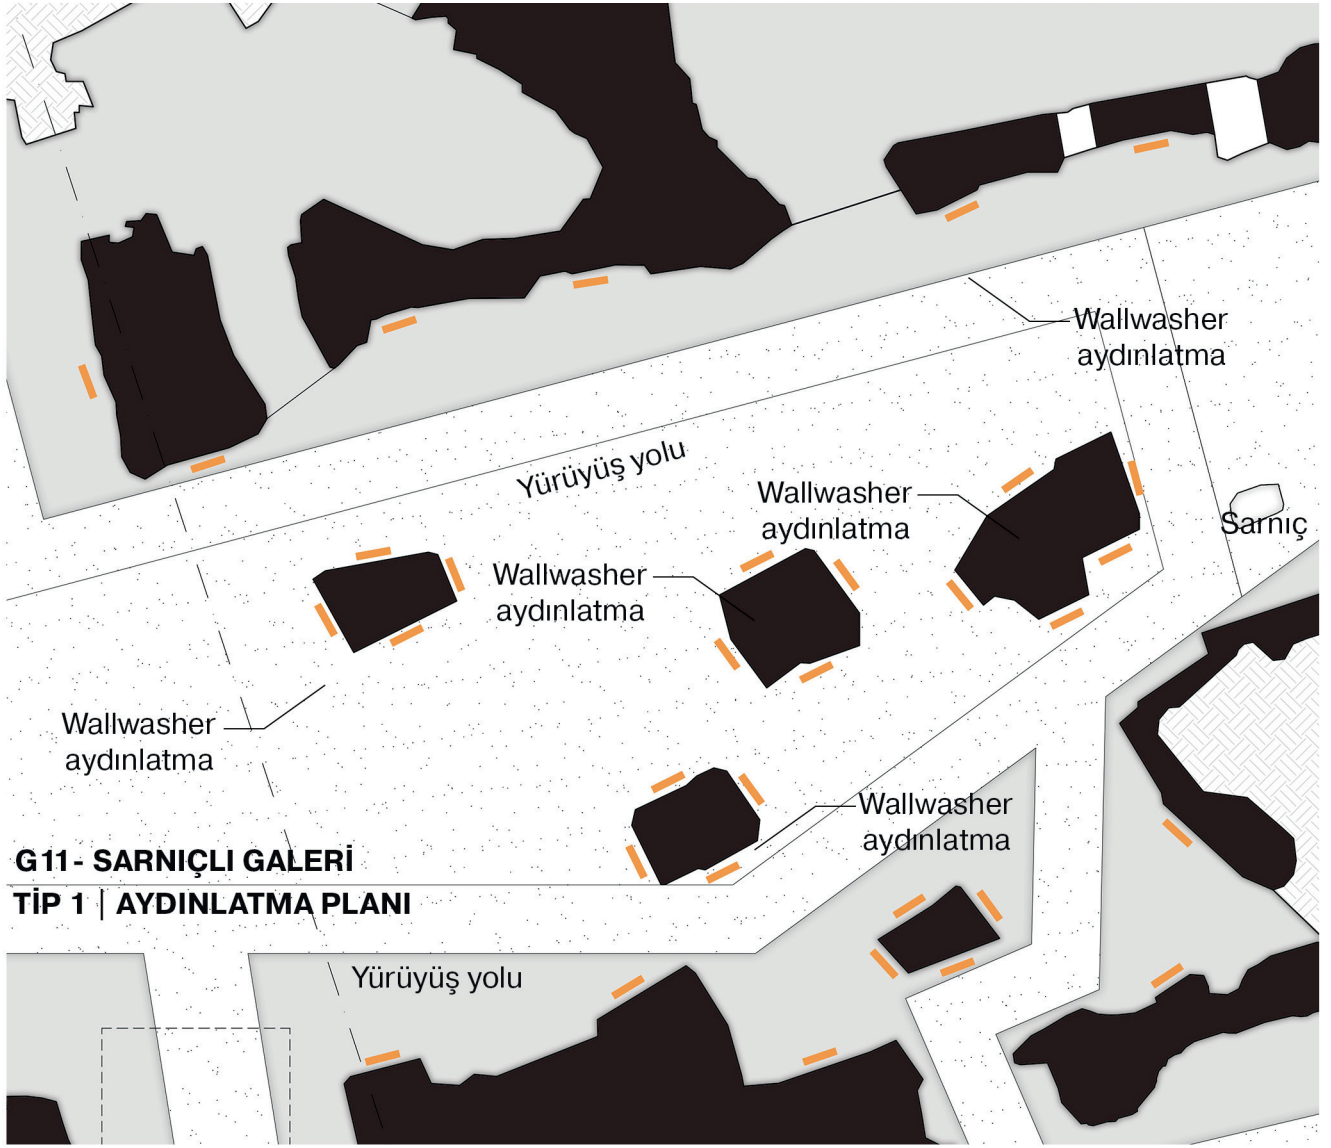 Wallwasher
aydınlatma
Yürüyüş yolu
Wallwasher
aydınlatma
Sarnıç
Wallwasher
aydınlatma
Wallwasher
aydınlatma
Wallwasher
aydınlatma
G11- SARNIÇLI GALERİ
TİP 1 | AYDINLATMA PLANI
Yürüyüş yolu